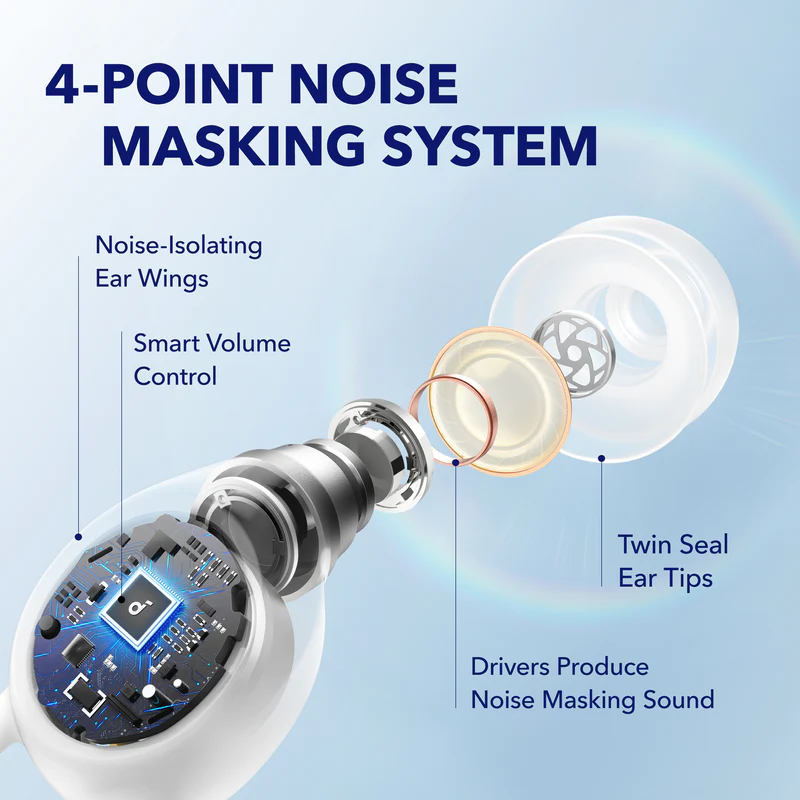 4-POINT NOISE
MASKING SYSTEM
Noise-Isolating
Ear Wings
Smart Volume
Control
Twin Seal
Ear Tips
Drivers Produce
Noise Masking Sound